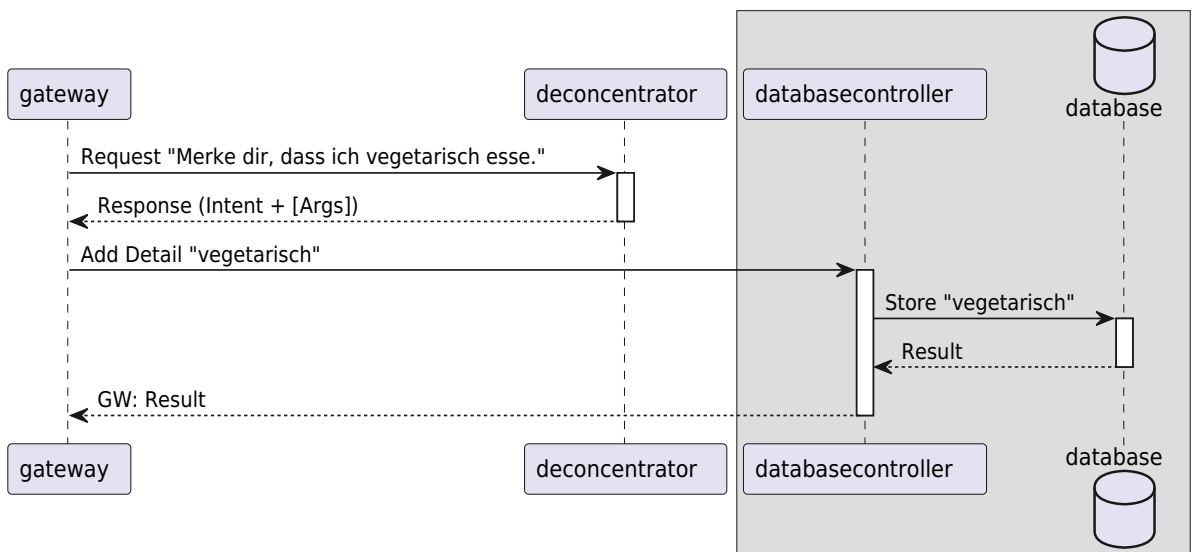 gateway
deconcentrator
databasecontroller
database
Request "Merke dir, dass ich vegetarisch esse."
Response (Intent + [Args])
Add Detail "vegetarisch"
Store "vegetarisch"
Result
GW: Result
gateway
deconcentrator
databasecontroller
database